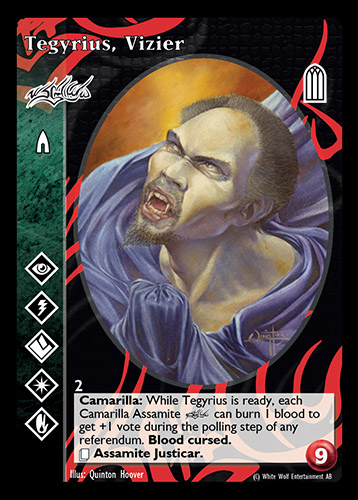 Tegyrius, Vizier
2
Camarilla: While Tegyrius is ready, each
Camarilla Assamite can burn 1 blood to
get +1 vote during the polling step of any
referendum. Blood cursed.
Assamite Justicar.
9
Illus: Quinton Hoover
(C) White Wolf Entertainment AB